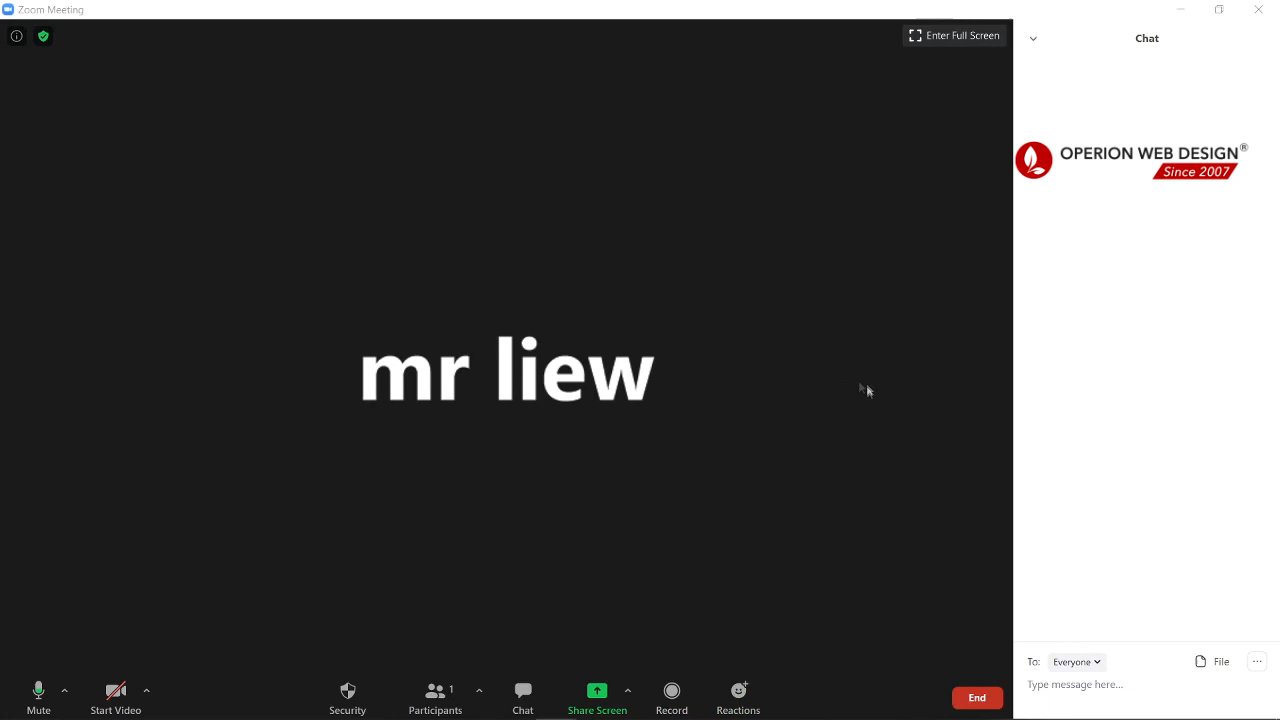 Zoom Meeting
Enter Full Screen
Chat
OPERION WEB DESIGN®
Since 2007
mr liew
To: Everyone
File
Type message here...
Mute
Start Video
Security
1
Participants
Chat
Share Screen
Record
Reactions
End